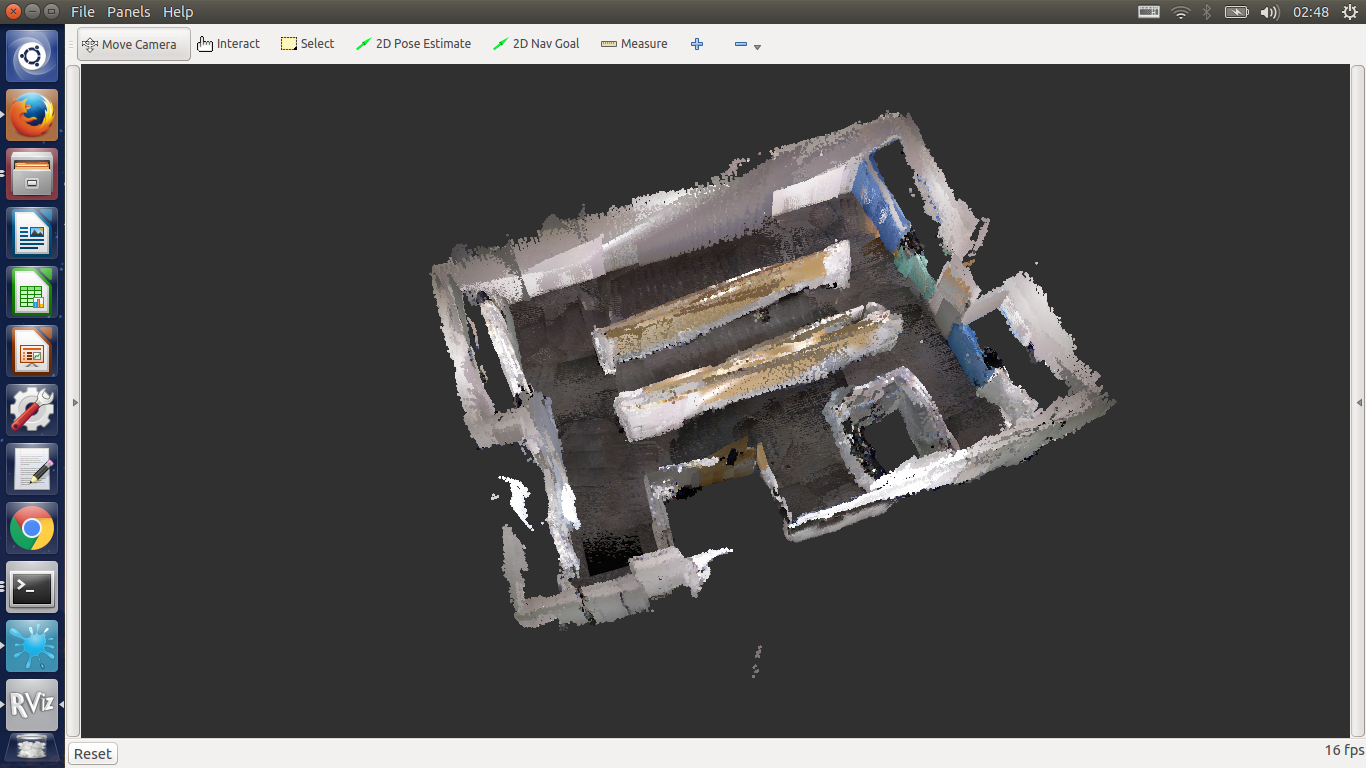 File Panels Help 02:48
Move Camera Interact Select 2D Pose Estimate 2D Nav Goal Measure
RViz
Reset 16 fps